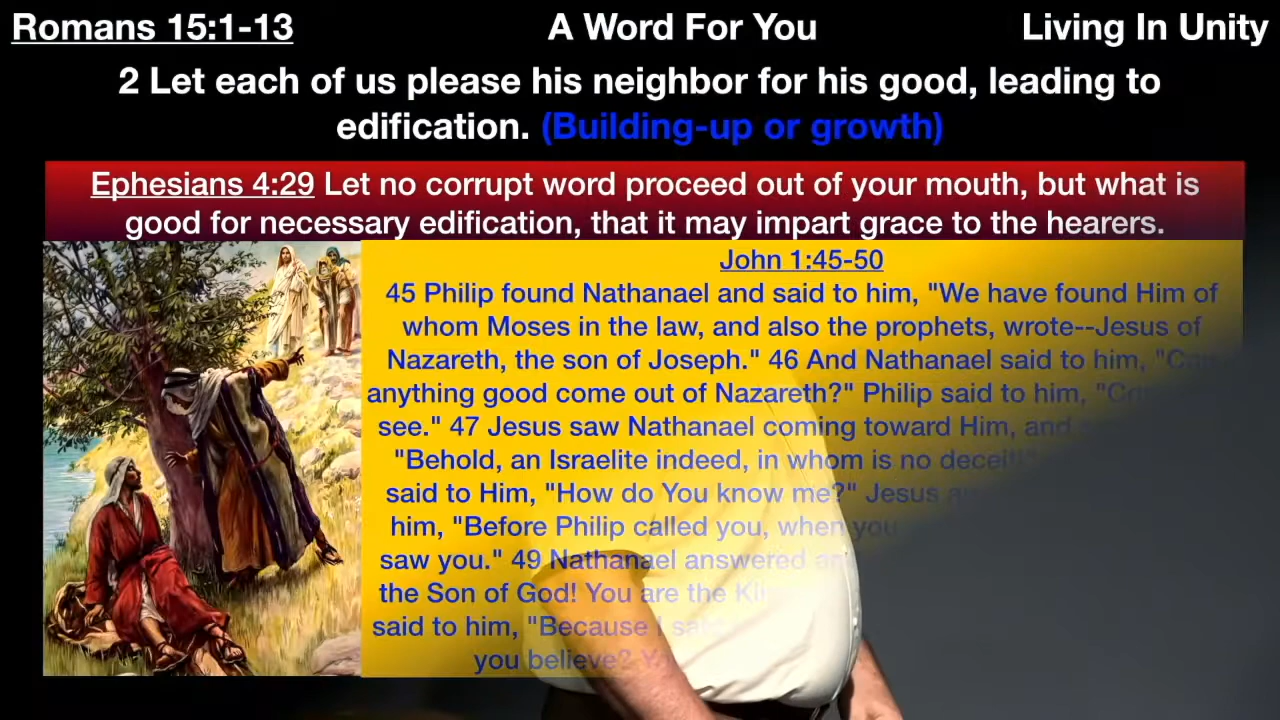 Romans 15:1-13 A Word For You Living In Unity
2 Let each of us please his neighbor for his good, leading to
edification. (Building-up or growth)
Ephesians 4:29 Let no corrupt word proceed out of your mouth, but what is
good for necessary edification, that it may impart grace to the hearers.
John 1:45-50
45 Philip found Nathanael and said to him, "We have found Him of
whom Moses in the law, and also the prophets, wrote--Jesus of
Nazareth, the son of Joseph." 46 And Nathanael said to him, "Can
anything good come out of Nazareth?" Philip said to him,
see." 47 Jesus saw Nathanael coming toward Him, and
"Behold, an Israelite indeed, in whom is no deceit!"
said to Him, "How do You know me?" Jesus
him, "Before Philip called you, when you
saw you." 49 Nathanael answered
the Son of God! You are the
said to him, "Because I
you believe?